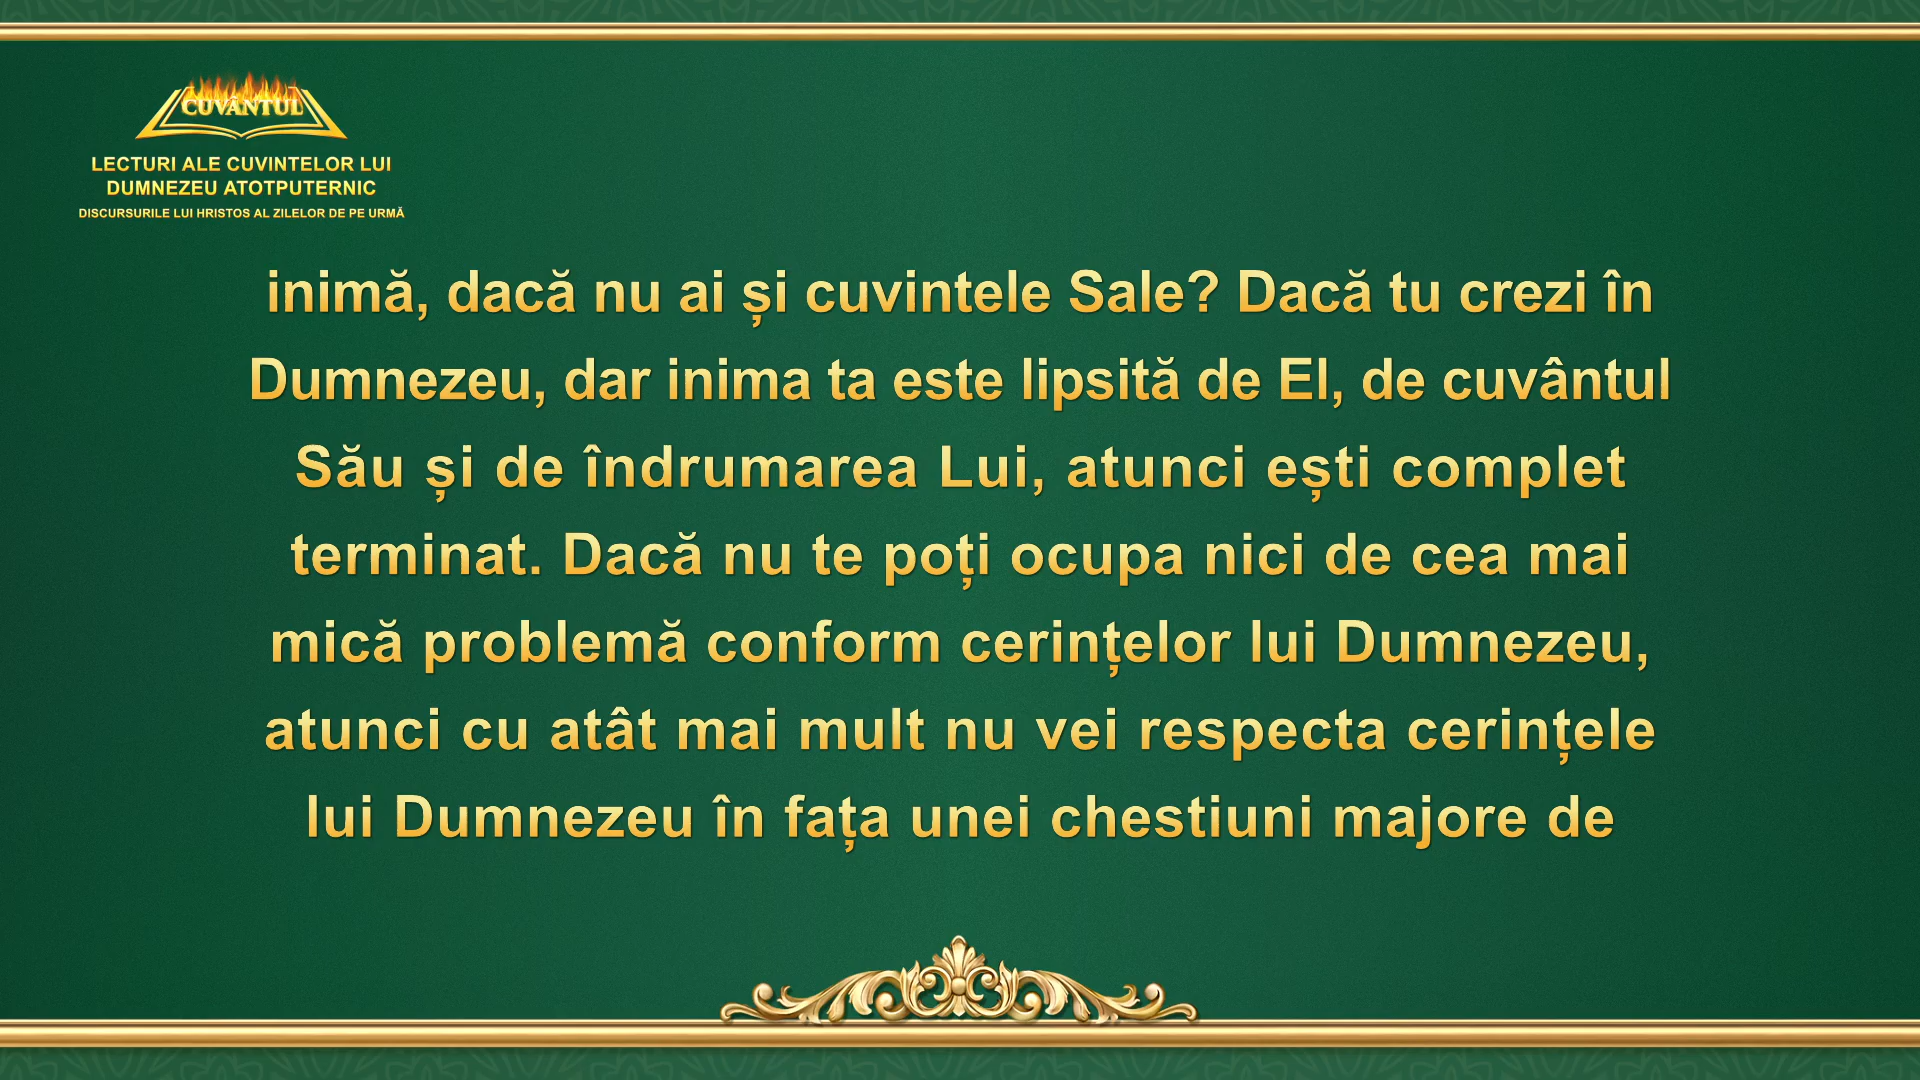 CUVÂNTUL
LECTURI ALE CUVINTELOR LUI
DUMNEZEU ATOTPUTERNIC
DISCURSURILE LUI HRISTOS AL ZILELOR DE PE URMĂ
inimă, dacă nu ai și cuvintele Sale? Dacă tu crezi în
Dumnezeu, dar inima ta este lipsită de El, de cuvântul
Său și de îndrumarea Lui, atunci ești complet
terminat. Dacă nu te poți ocupa nici de cea mai
mică problemă conform cerințelor lui Dumnezeu,
atunci cu atât mai mult nu vei respecta cerințele
lui Dumnezeu în fața unei chestiuni majore de